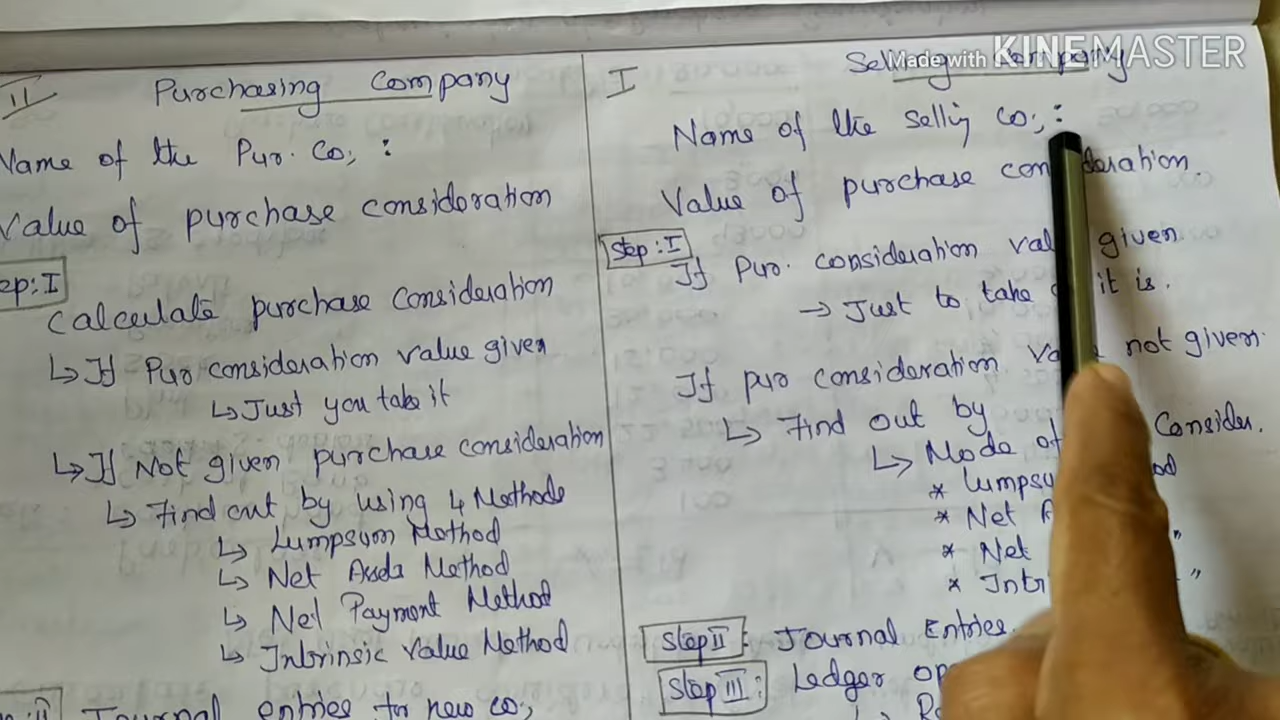 II Purchasing Company
Name of the Pur. Co; :
Value of purchase consideration
Step: I
Calculate purchase consideration
↳ If Pur consideration value given
↳ Just you take it
↳ If Not given purchase consideration
↳ Find out by using 4 Methods
↳ Lumpsum Method
↳ Net Assets Method
↳ Net Payment Method
↳ Intrinsic value Method
Journal entries for new co;
Made with KINEMASTER
I Selling Company
Name of the Selling Co; :
Value of purchase consideration.
Step: I
If Pur. consideration given
→ Just to take it is.
If pur consideration not given.
↳ Find out by
↳ Mode of Consider.
* Lumpsu
* Net A "
* Net "
* Intr "
Step II : Journal Entries.
Step III : Ledger op